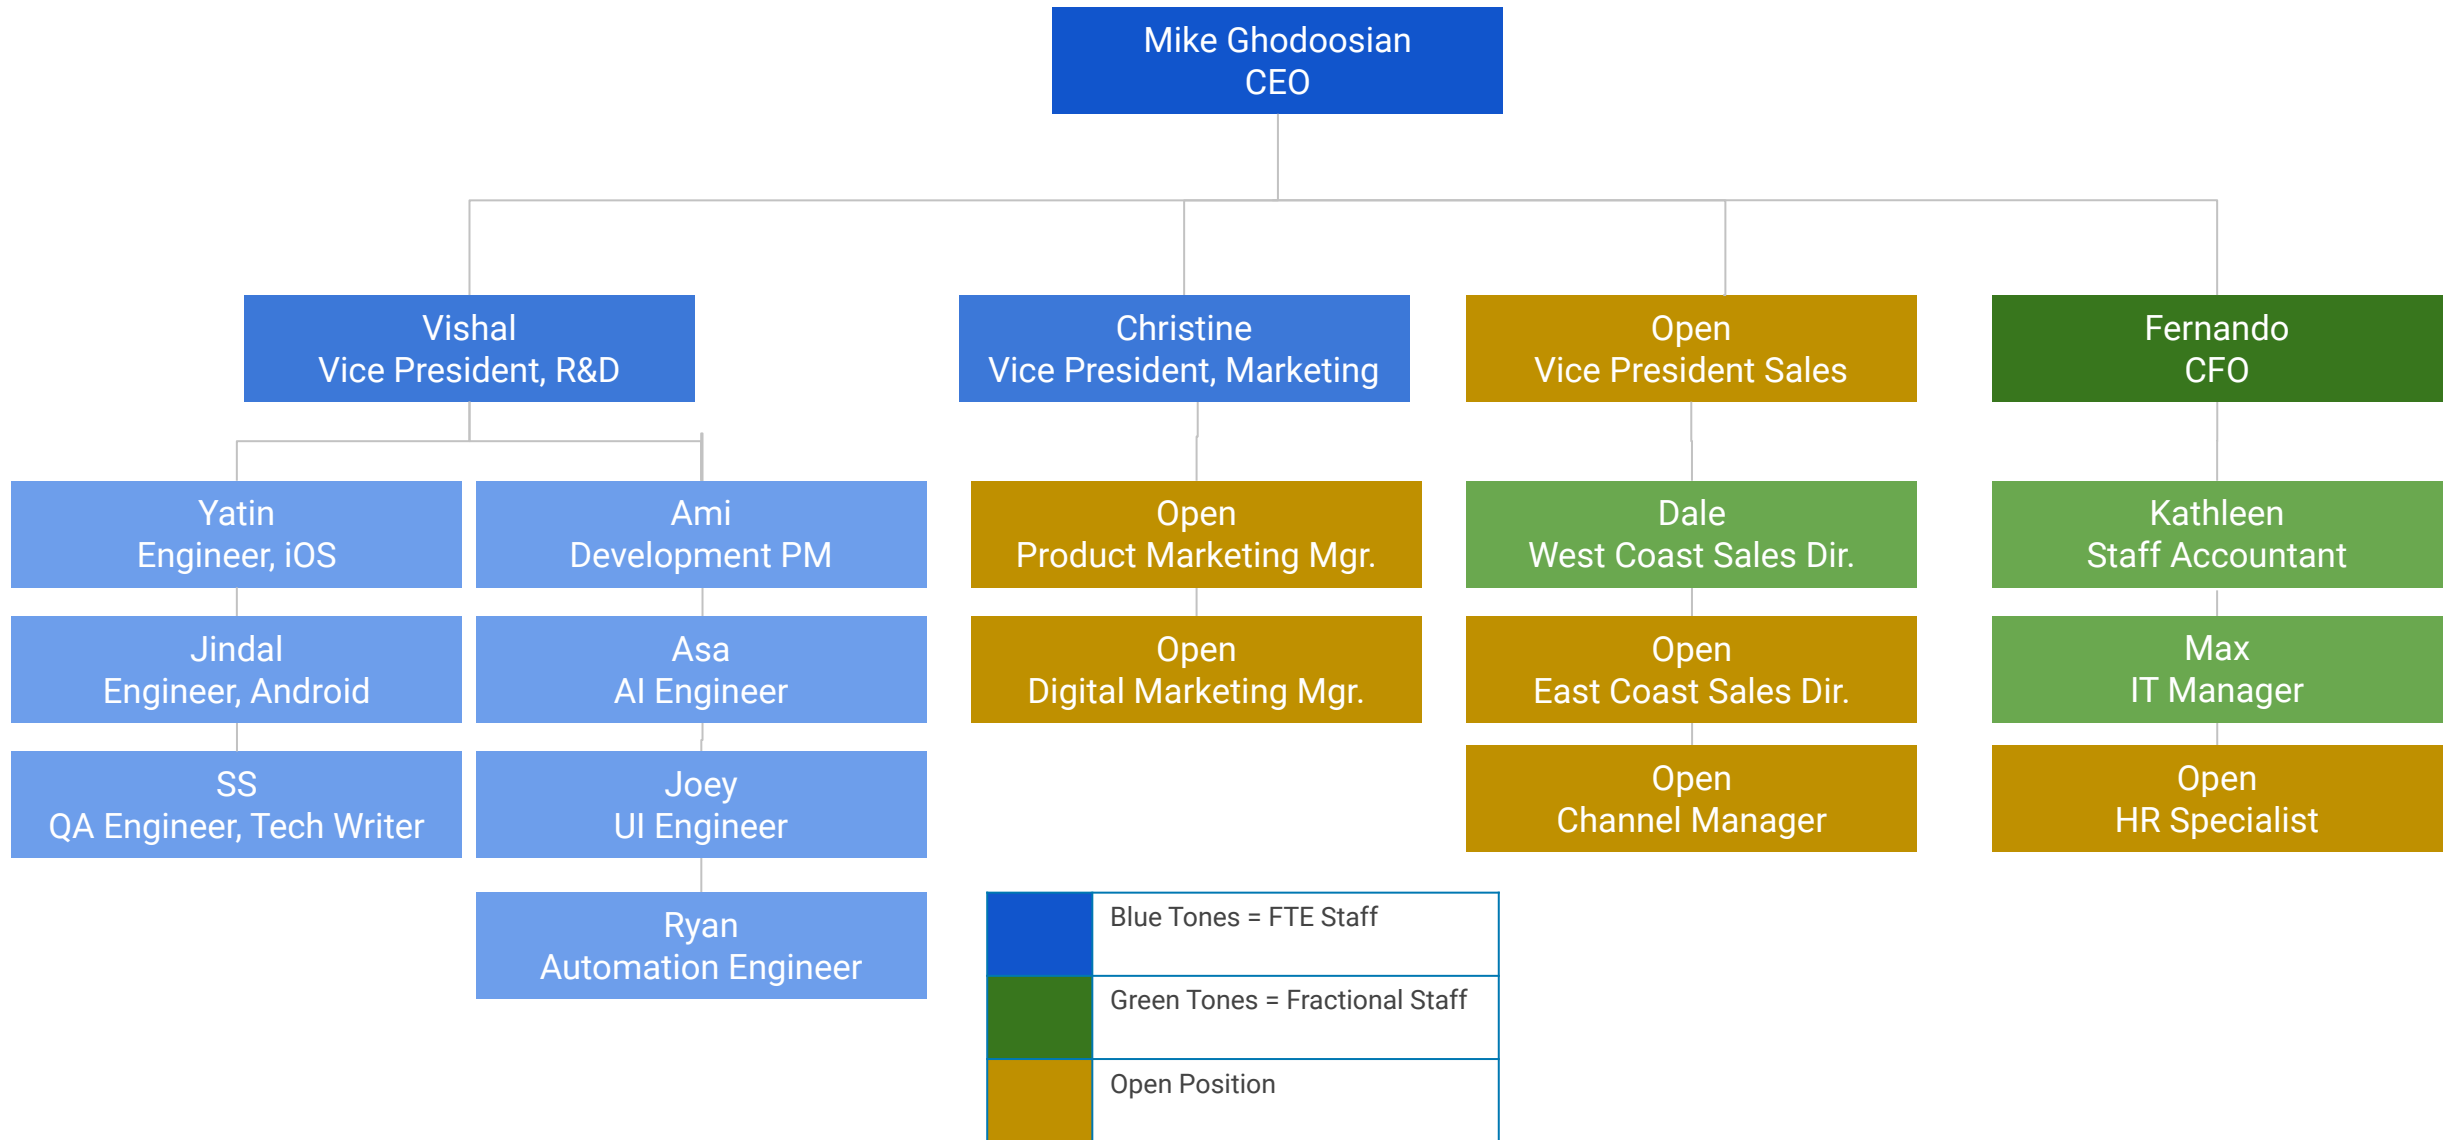 Mike Ghodoosian
CEO
Vishal
Vice President, R&D
Christine
Vice President, Marketing
Open
Vice President Sales
Fernando
CFO
Yatin
Engineer, iOS
Ami
Development PM
Open
Product Marketing Mgr.
Dale
West Coast Sales Dir.
Kathleen
Staff Accountant
Jindal
Engineer, Android
Asa
AI Engineer
Open
Digital Marketing Mgr.
Open
East Coast Sales Dir.
Max
IT Manager
SS
QA Engineer, Tech Writer
Joey
UI Engineer
Open
Channel Manager
Open
HR Specialist
Ryan
Automation Engineer
Blue Tones = FTE Staff
Green Tones = Fractional Staff
Open Position